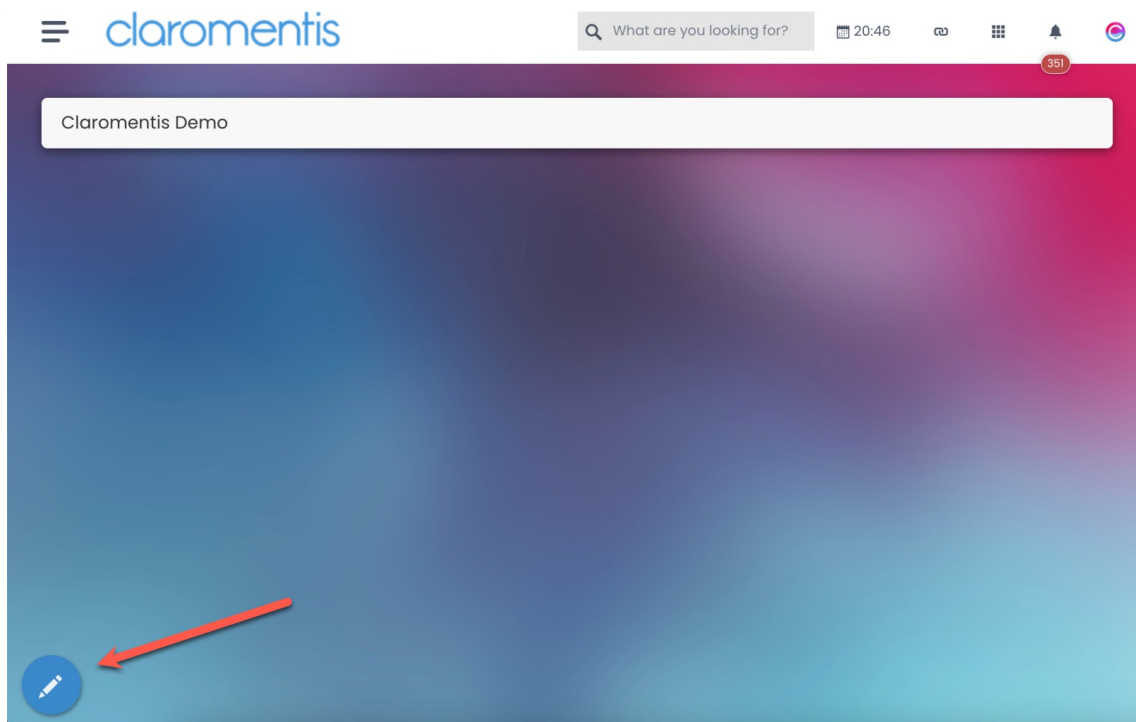 claromentis
What are you looking for?
20:46
351
Claromentis Demo